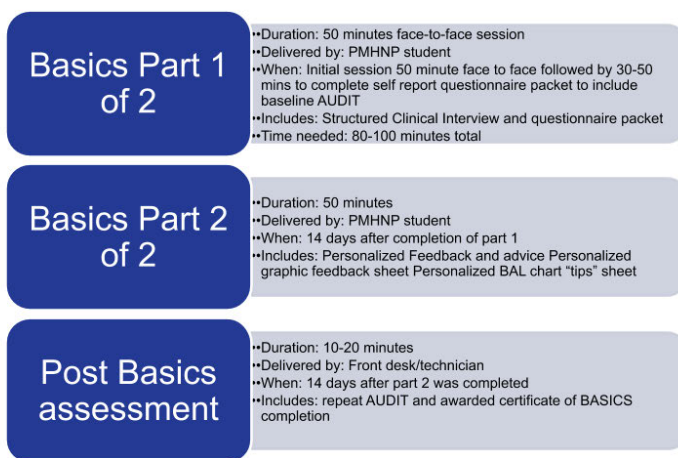 Basics Part 1
of 2
••Duration: 50 minutes face-to-face session
••Delivered by: PMHNP student
••When: Initial session 50 minute face to face followed by 30-50
mins to complete self report questionnaire packet to include
baseline AUDIT
••Includes: Structured Clinical Interview and questionnaire packet
••Time needed: 80-100 minutes total
Basics Part 2
of 2
••Duration: 50 minutes
••Delivered by: PMHNP student
••When: 14 days after completion of part 1
••Includes: Personalized Feedback and advice Personalized
graphic feedback sheet Personalized BAL chart “tips” sheet
Post Basics
assessment
••Duration: 10-20 minutes
••Delivered by: Front desk/technician
••When: 14 days after part 2 was completed
••Includes: repeat AUDIT and awarded certificate of BASICS
completion